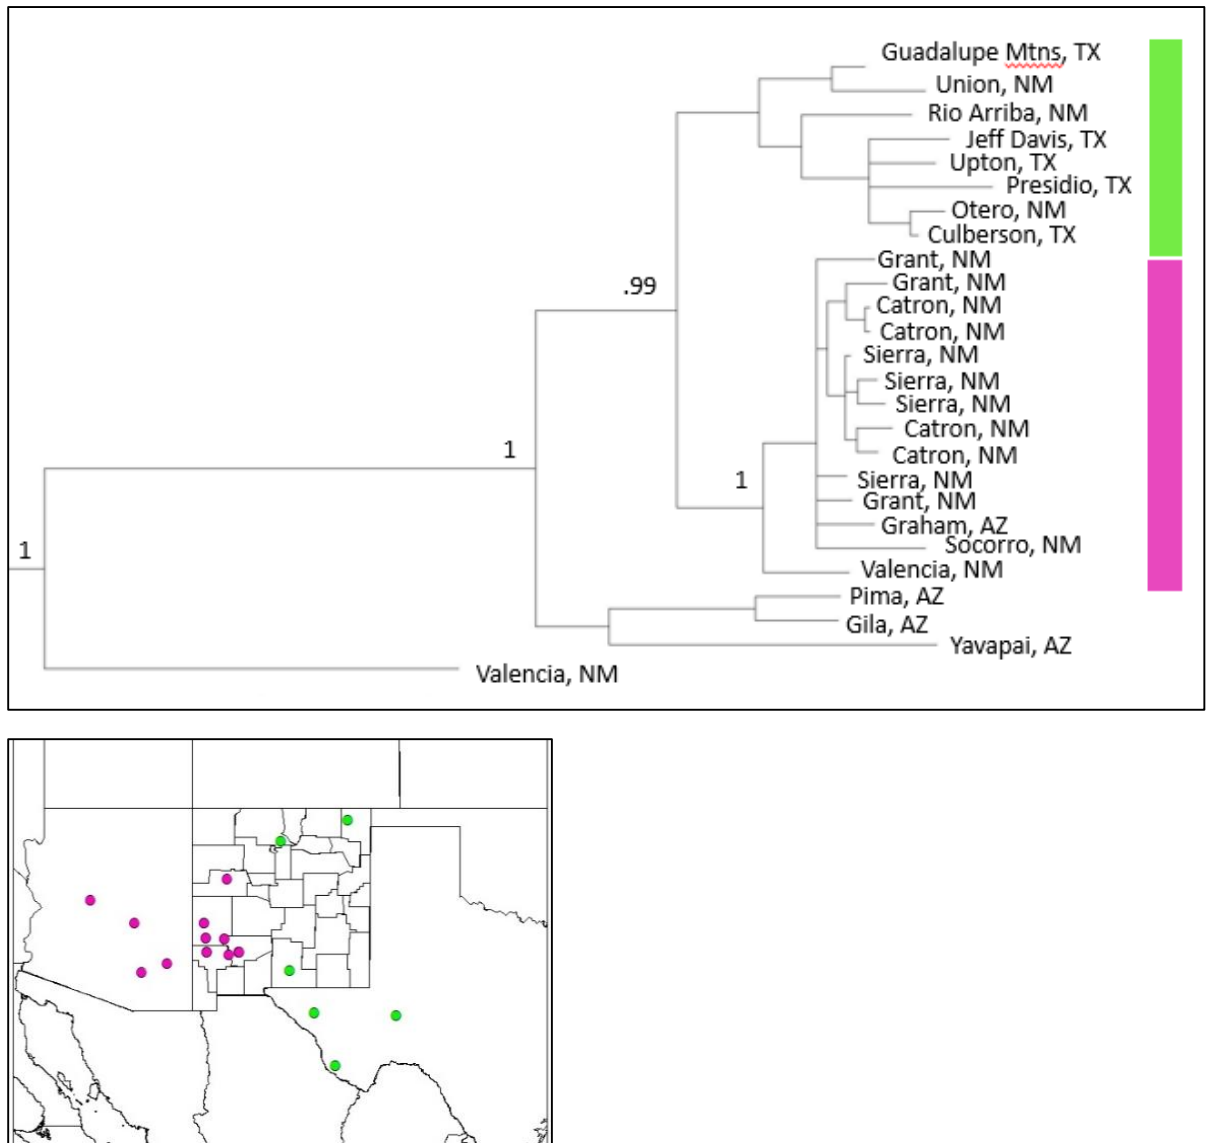 Guadalupe Mtns, TX
Union, NM
Rio Arriba, NM
Jeff Davis, TX
Upton, TX
Presidio, TX
Otero, NM
Culberson, TX
Grant, NM
.99
Grant, NM
Catron, NM
Catron, NM
Sierra, NM
Sierra, NM
Sierra, NM
Catron, NM
1
Catron, NM
1
Sierra, NM
Grant, NM
Graham, AZ
Socorro, NM
1
Valencia, NM
Pima, AZ
Gila, AZ
Yavapai, AZ
Valencia, NM